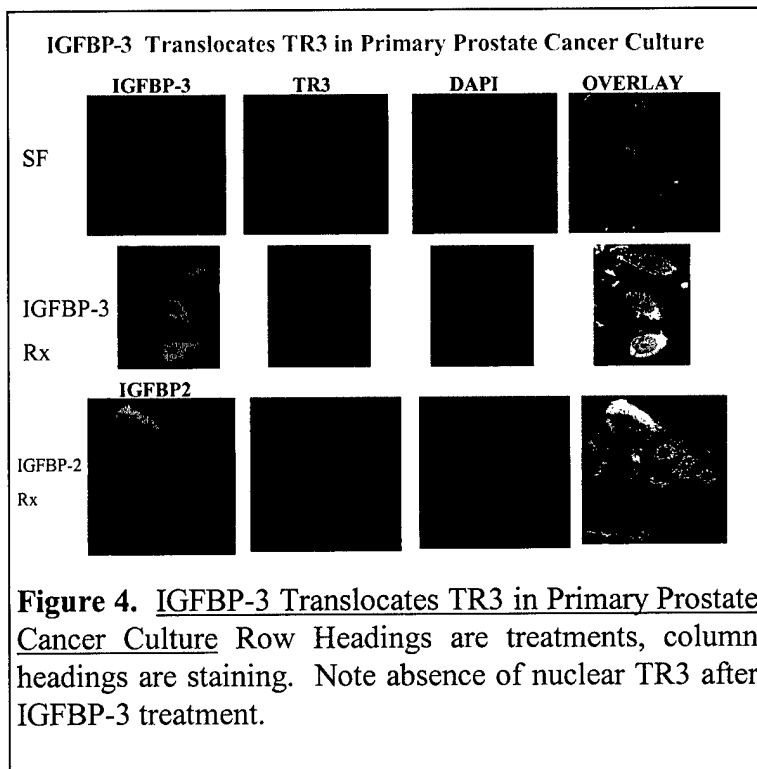 IGFBP-3 Translocates TR3 in Primary Prostate Cancer Culture
IGFBP-3 TR3 DAPI OVERLAY
SF
IGFBP-3
Rx
IGFBP2
IGFBP-2
Rx
Figure 4. IGFBP-3 Translocates TR3 in Primary Prostate
Cancer Culture Row Headings are treatments, column
headings are staining. Note absence of nuclear TR3 after
IGFBP-3 treatment.